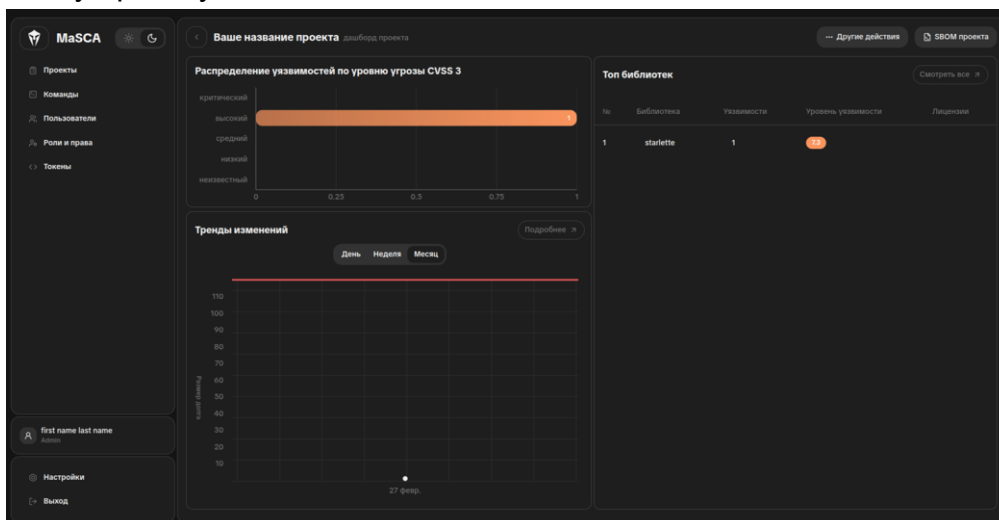 MaSCA
Проекты
Команды
Пользователи
Роли и права
Токены
first name last name
Admin
Настройки
Выход
Ваше название проекта дашборд проекта
··· Другие действия
SBOM проекта
Распределение уязвимостей по уровню угрозы CVSS 3
критический
высокий
средний
низкий
неизвестный
1
0 0,25 0.5 0,75 1
Тренды изменений
Подробнее
День Неделя Месяц
110
100
90
80
70
60
50
40
30
20
10
27 февр.
Топ библиотек
Смотреть все
№ Библиотека Уязвимости Уровень уязвимости Лицензии
1 starlette 1